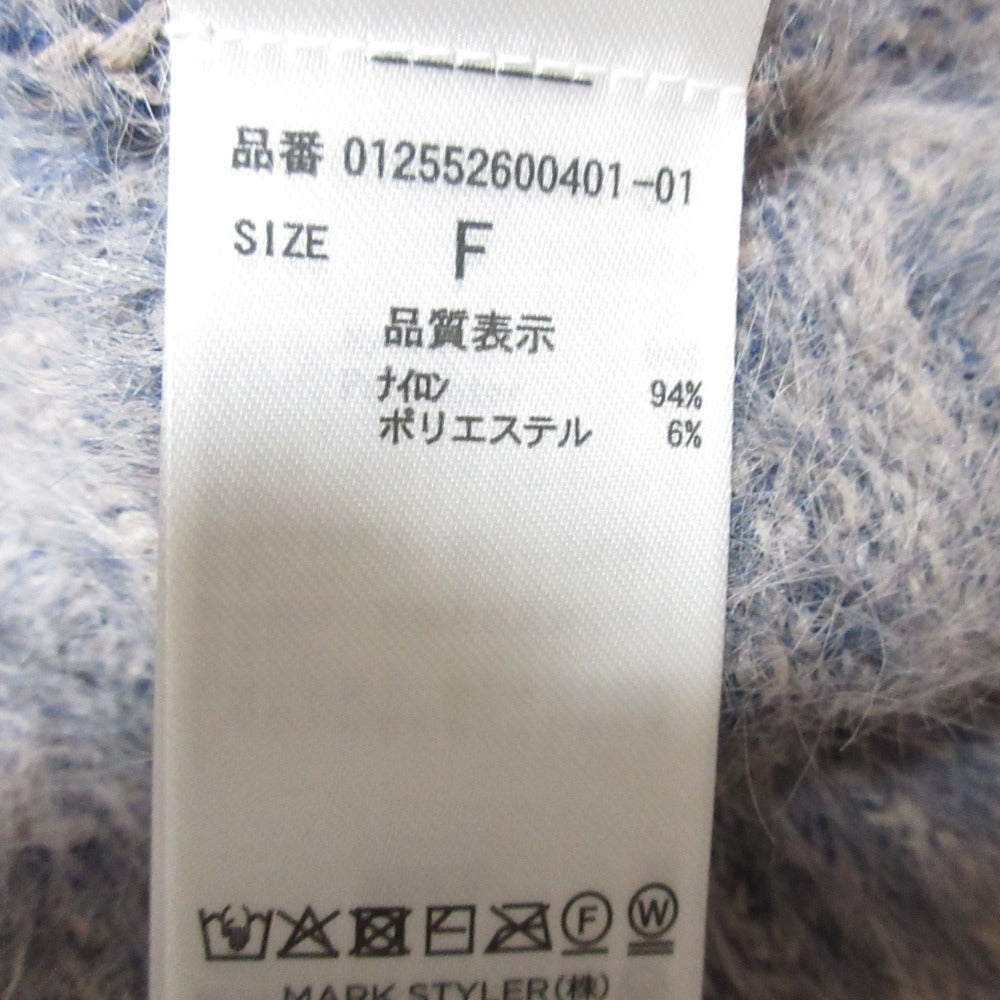 品番 012552600401-01
SIZE F
品質表示
ナイロン 94%
ポリエステル 6%
F W
MARK STYLER(株)